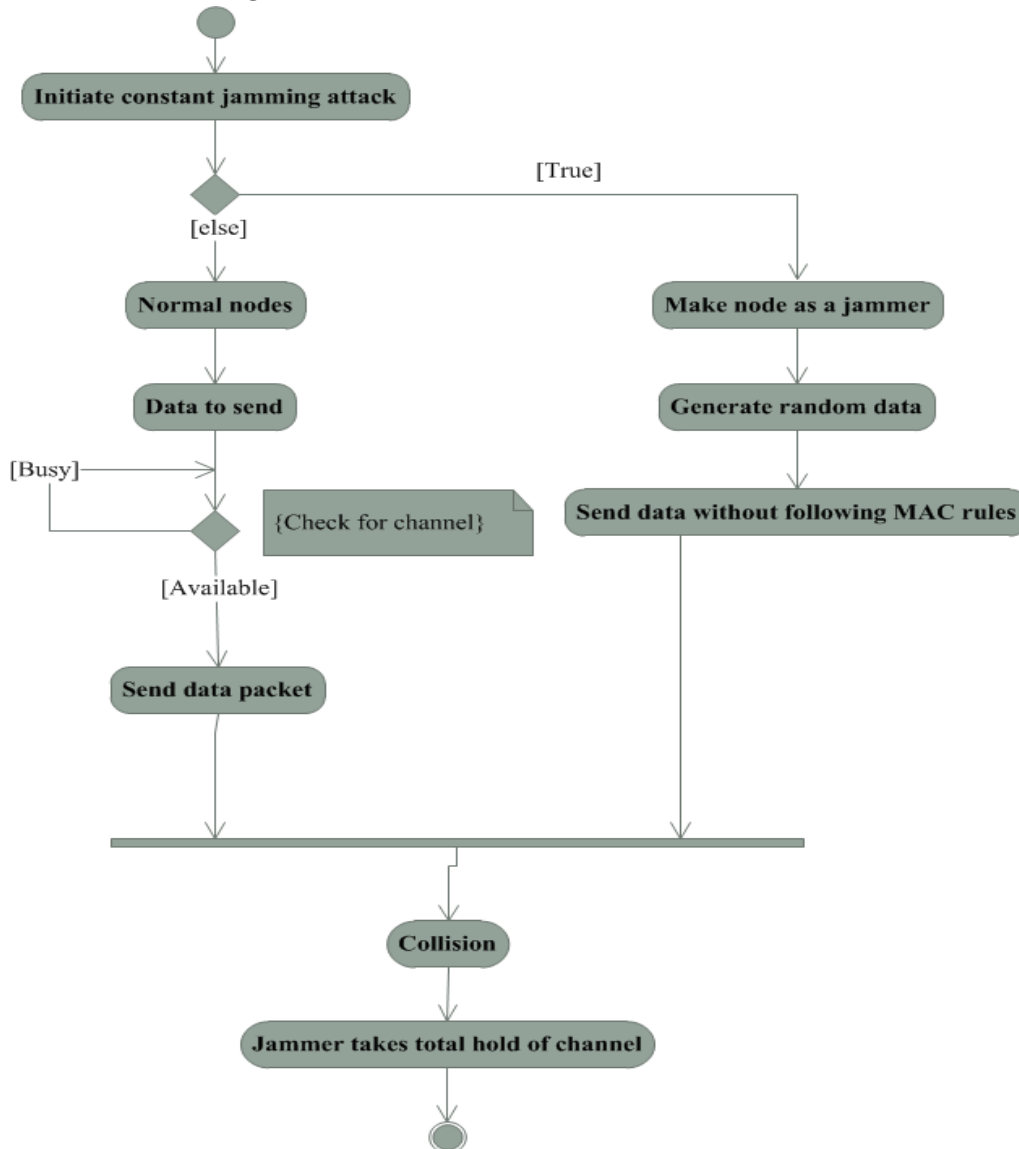 Initiate constant jamming attack
[True]
[else]
Normal nodes
Make node as a jammer
Data to send
Generate random data
[Busy]
{Check for channel}
Send data without following MAC rules
[Available]
Send data packet
Collision
Jammer takes total hold of channel